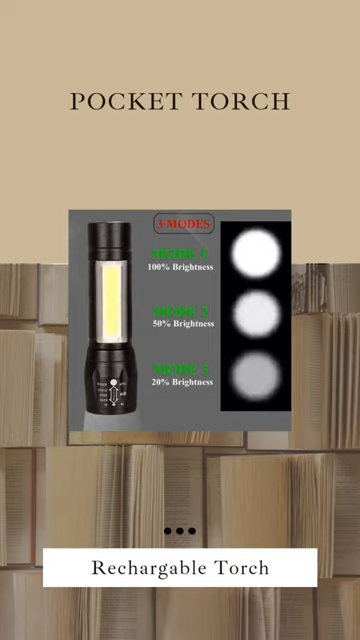 POCKET TORCH
3 MODES
MODE 1
100% Brightness
MODE 2
50% Brightness
MODE 3
20% Brightness
Rechargable Torch